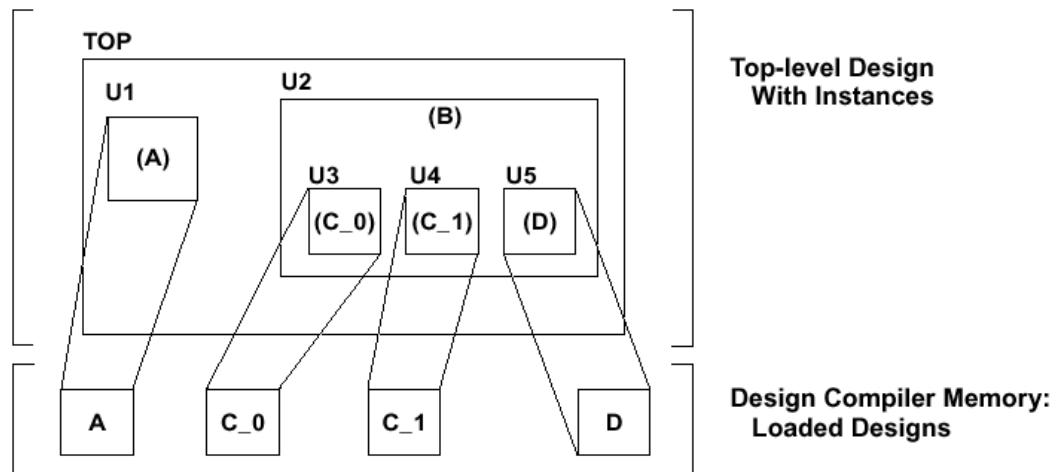 TOP
U1
U2
(B)
(A)
U3
U4
U5
(C_0)
(C_1)
(D)
Top-level Design
With Instances
A
C_0
C_1
D
Design Compiler Memory:
Loaded Designs